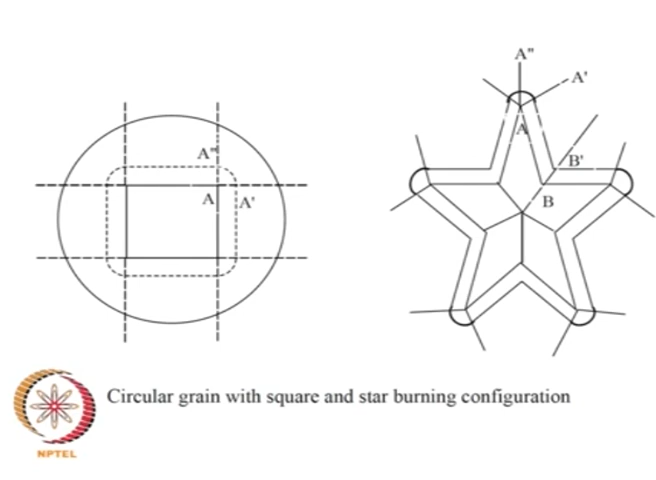 A"
A'
A
B'
B
A"
A
A'
Circular grain with square and star burning configuration
NPTEL